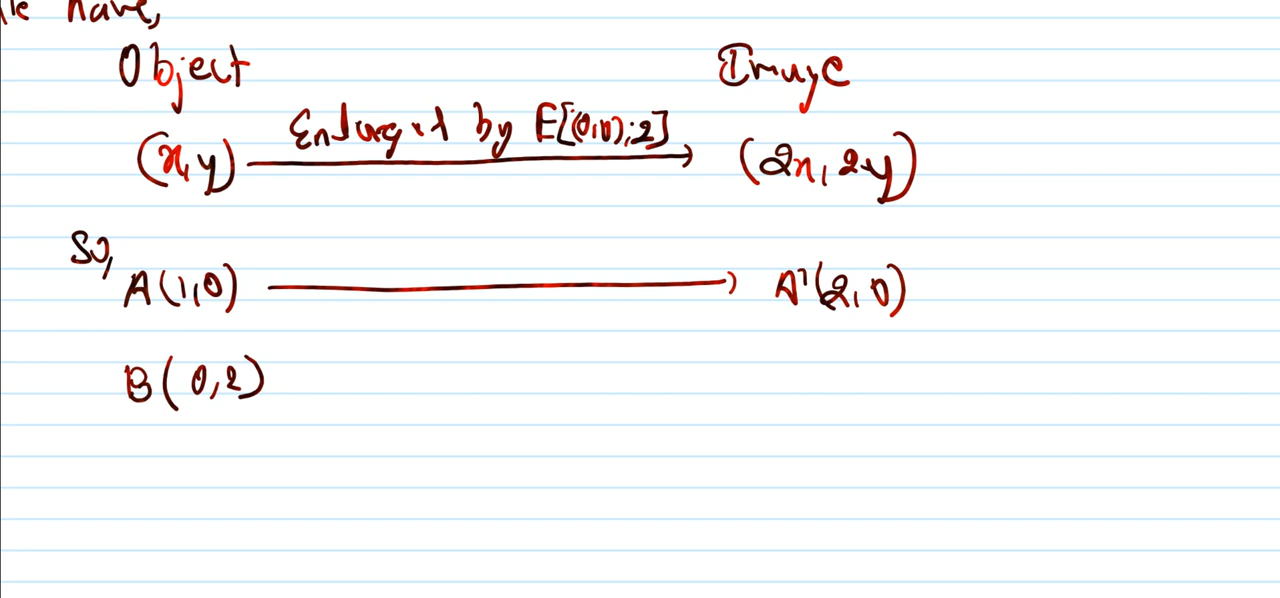 We have,
Object Image
(x,y) Enlarged by E[(0,0);2] (2x, 2y)
So,
A(1,0) A'(2,0)
B(0,2)